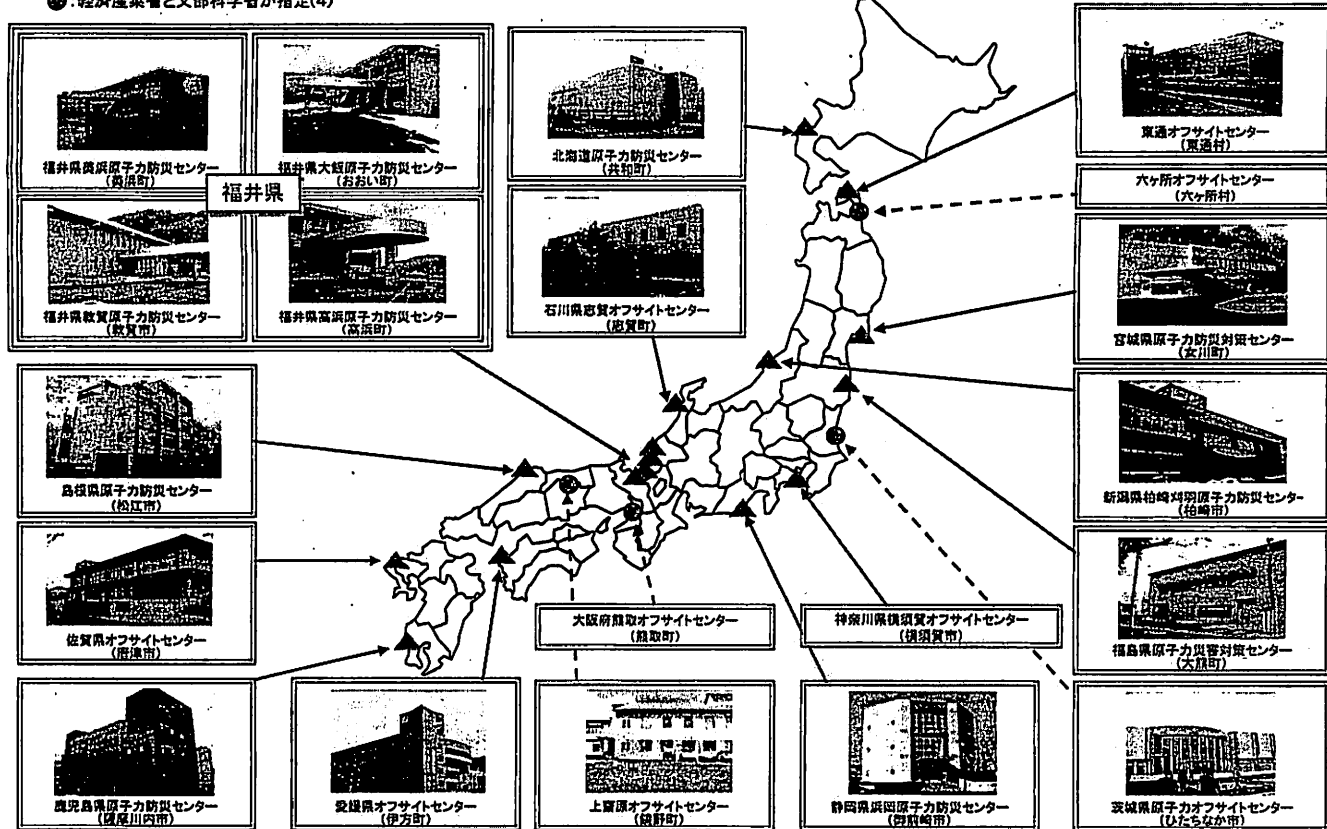 ：経済産業省と文部科学省が指定(4)
福井県美浜原子力防災センター
(美浜町)
福井県大飯原子力防災センター
(おおい町)
福井県
福井県敦賀原子力防災センター
(敦賀市)
福井県高浜原子力防災センター
(高浜町)
北海道原子力防災センター
(共和町)
石川県志賀オフサイトセンター
(志賀町)
東通オフサイトセンター
(東通村)
六ヶ所オフサイトセンター
(六ヶ所村)
宮城県原子力防災対策センター
(女川町)
新潟県柏崎刈羽原子力防災センター
(柏崎市)
福島県原子力災害対策センター
(大熊町)
茨城県原子力オフサイトセンター
(ひたちなか市)
島根県原子力防災センター
(松江市)
佐賀県オフサイトセンター
(唐津市)
大阪府熊取オフサイトセンター
(熊取町)
神奈川県横須賀オフサイトセンター
(横須賀市)
鹿児島県原子力防災センター
(薩摩川内市)
愛媛県オフサイトセンター
(伊方町)
上齋原オフサイトセンター
(鏡野町)
静岡県浜岡原子力防災センター
(御前崎市)